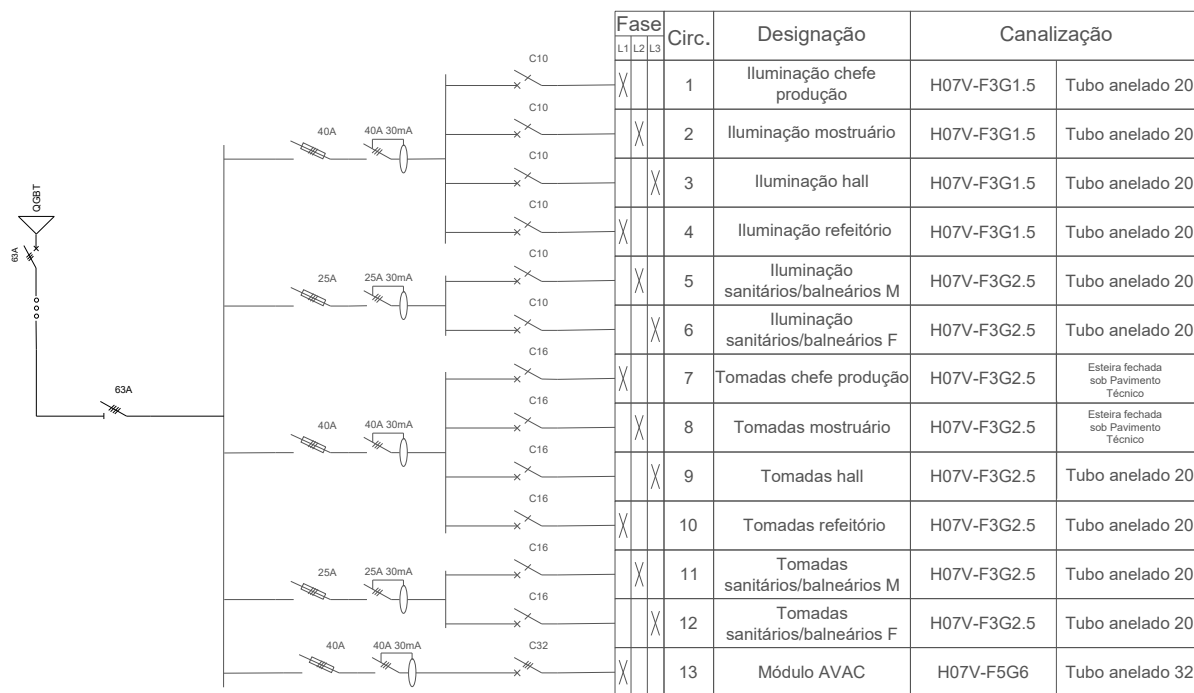 Fase
L1 L2 L3
Circ.
Designação
Canalização
QGBT
63A
63A
40A
40A 30mA
C10
1
Iluminação chefe
produção
H07V-F3G1.5
Tubo anelado 20
C10
2
Iluminação mostruário
H07V-F3G1.5
Tubo anelado 20
C10
3
Iluminação hall
H07V-F3G1.5
Tubo anelado 20
C10
4
Iluminação refeitório
H07V-F3G1.5
Tubo anelado 20
25A
25A 30mA
C10
5
Iluminação
sanitários/balneários M
H07V-F3G2.5
Tubo anelado 20
C10
6
Iluminação
sanitários/balneários F
H07V-F3G2.5
Tubo anelado 20
40A
40A 30mA
C16
7
Tomadas chefe produção
H07V-F3G2.5
Esteira fechada
sob Pavimento
Técnico
C16
8
Tomadas mostruário
H07V-F3G2.5
Esteira fechada
sob Pavimento
Técnico
C16
9
Tomadas hall
H07V-F3G2.5
Tubo anelado 20
C16
10
Tomadas refeitório
H07V-F3G2.5
Tubo anelado 20
25A
25A 30mA
C16
11
Tomadas
sanitários/balneários M
H07V-F3G2.5
Tubo anelado 20
C16
12
Tomadas
sanitários/balneários F
H07V-F3G2.5
Tubo anelado 20
40A
40A 30mA
C32
13
Módulo AVAC
H07V-F5G6
Tubo anelado 32